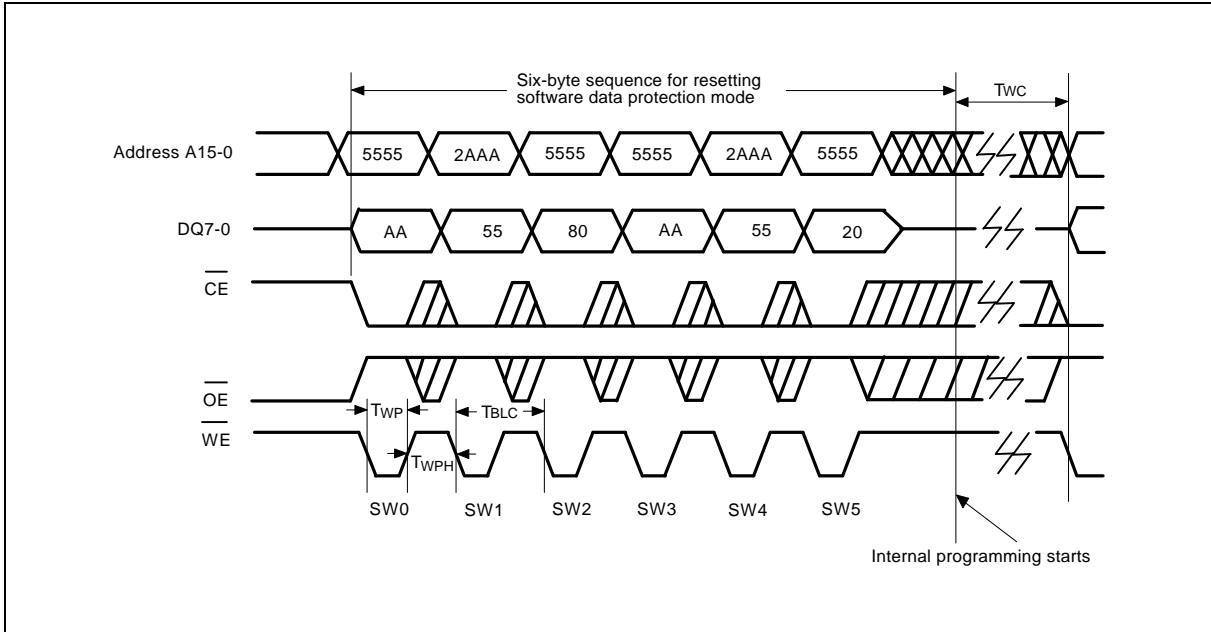 Six-byte sequence for resetting
software data protection mode
TWC
Address A15-0
5555 2AAA 5555 5555 2AAA 5555
DQ7-0
AA 55 80 AA 55 20
CE
OE
TWP TBLC
WE
TWPH
SW0 SW1 SW2 SW3 SW4 SW5
Internal programming starts